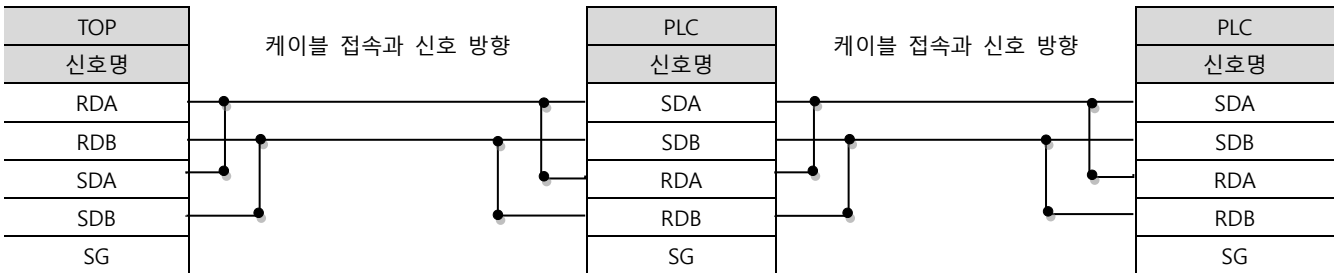 TOP 케이블 접속과 신호 방향 PLC 케이블 접속과 신호 방향 PLC
신호명 신호명 신호명
RDA SDA SDA
RDB SDB SDB
SDA RDA RDA
SDB RDB RDB
SG SG SG